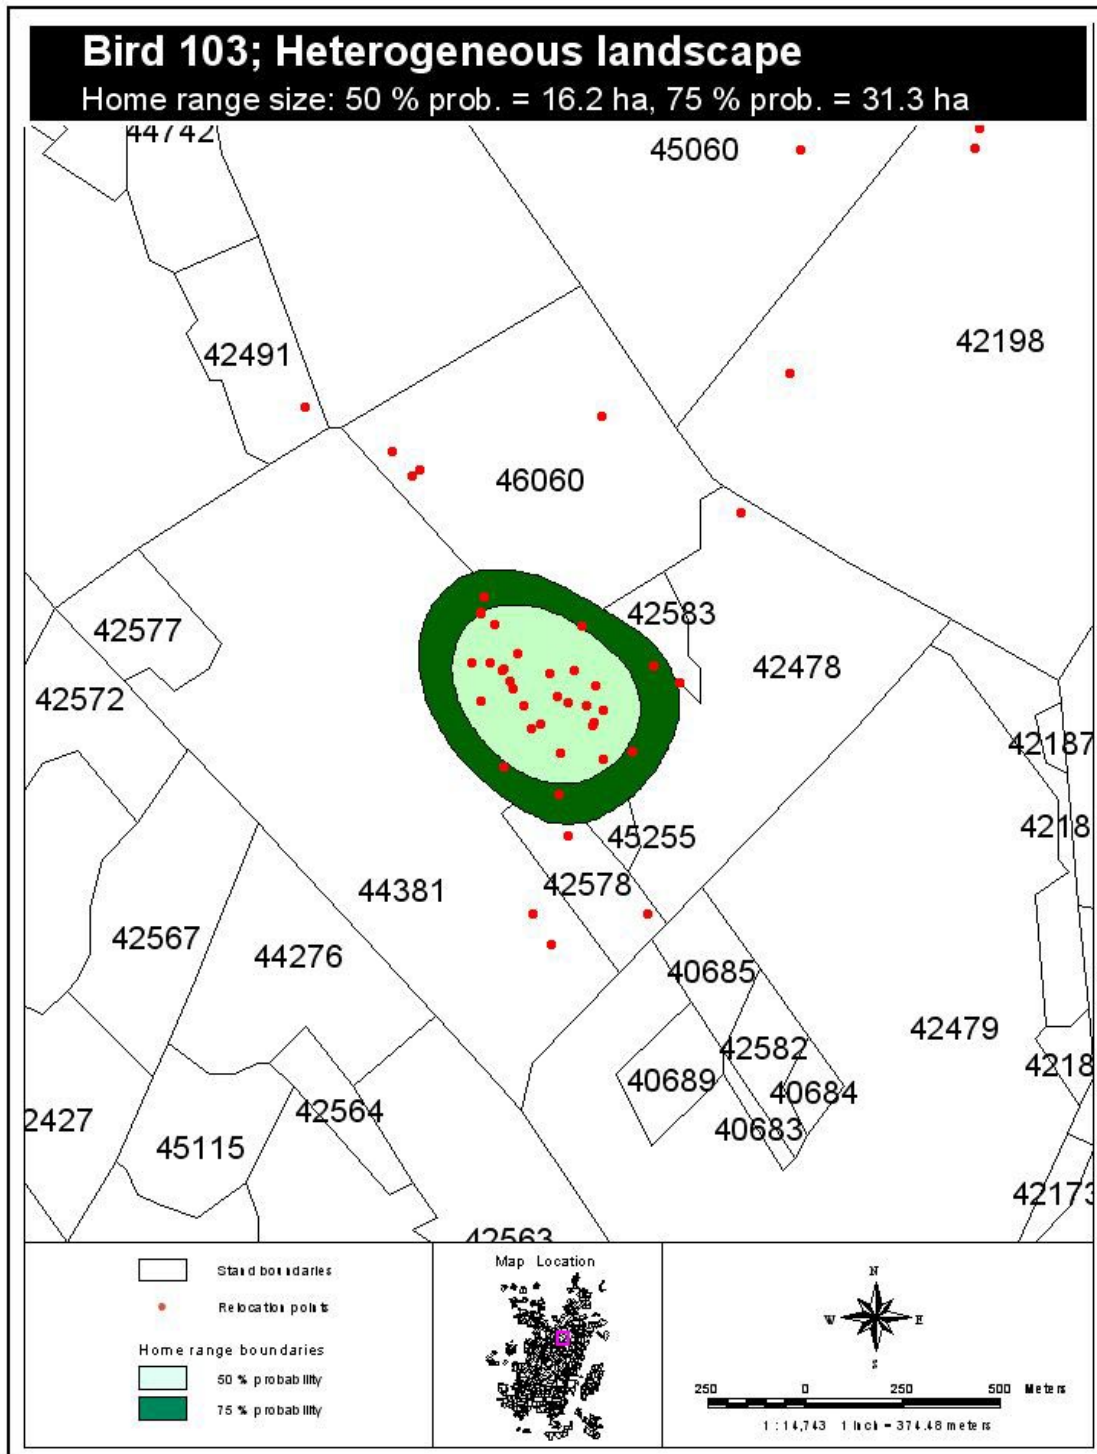 Bird 103; Heterogeneous landscape
Home range size: 50 % prob. = 16.2 ha, 75 % prob. = 31.3 ha
44742
45060
42198
42491
46060
42583
42577
42478
42572
42187
4218
45255
42578
44381
42567
44276
40685
42479
42582
4218
40689
40684
42564
2427
40683
45115
42173
42563
Stand boundaries
Relocation points
Home range boundaries
50 % probability
75 % probability
Map Location
N
W E
S
250 0 250 500 Meters
1 : 14,743 1 Inch = 374.48 meters